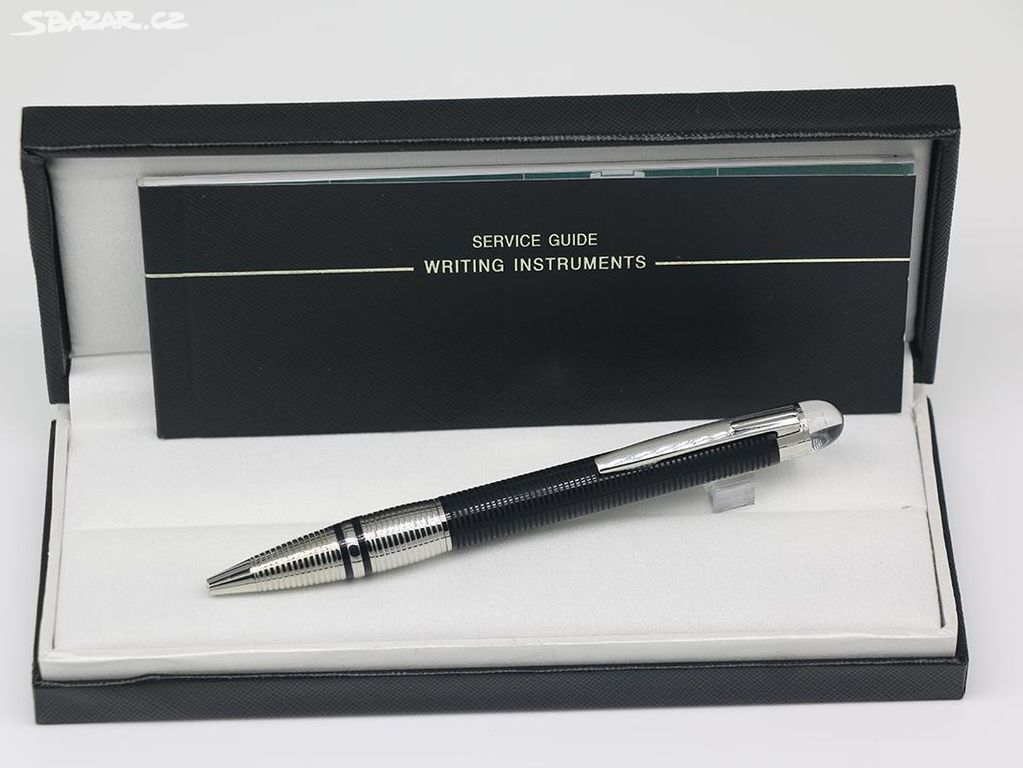 SBAZAR.CZ
SERVICE GUIDE
WRITING INSTRUMENTS